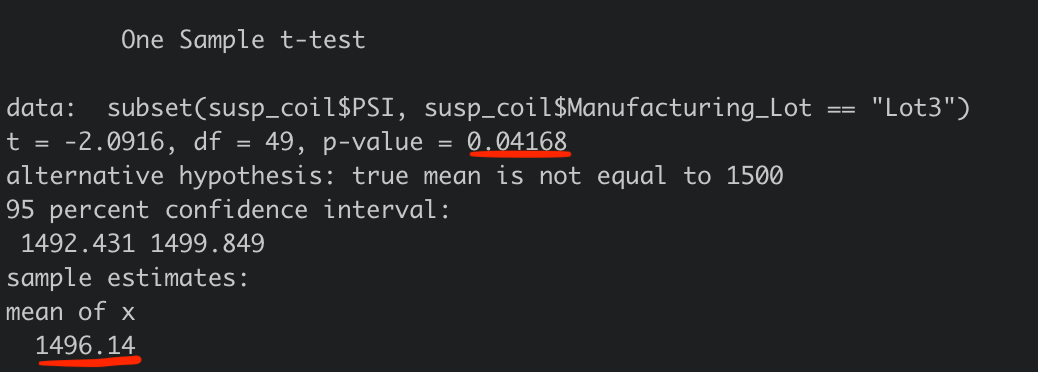 One Sample t-test
data:  subset(susp_coil$PSI, susp_coil$Manufacturing_Lot == "Lot3")
t = -2.0916, df = 49, p-value = 0.04168
alternative hypothesis: true mean is not equal to 1500
95 percent confidence interval:
1492.431 1499.849
sample estimates:
mean of x
1496.14